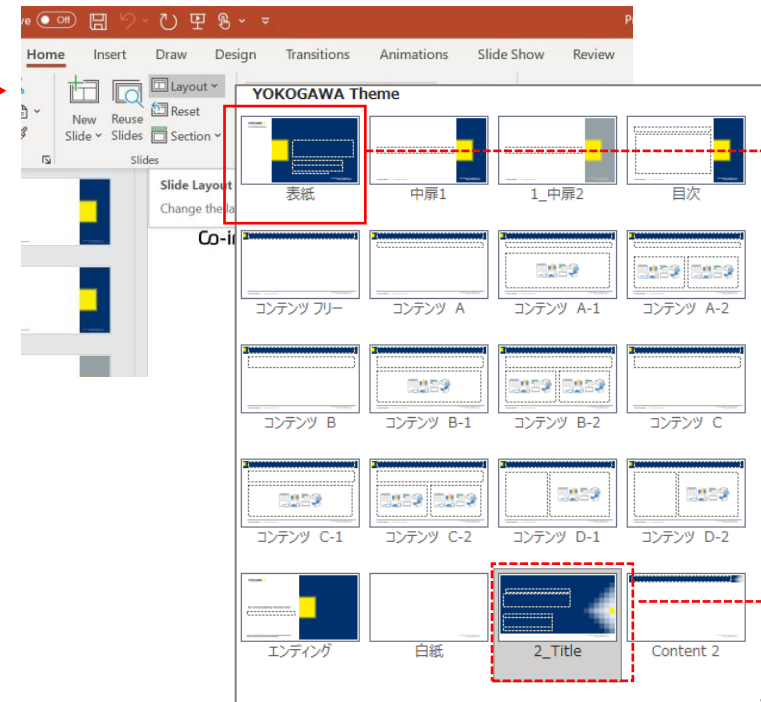 Off
Home Insert Draw Design Transitions Animations Slide Show Review
New Slide
Reuse Slides
Layout
Reset
Section
Slides
Slide Layout
Change the la
Co-i
YOKOGAWA Theme
表紙 中扉1 1_中扉2 目次
コンテンツ フリー コンテンツ A コンテンツ A-1 コンテンツ A-2
コンテンツ B コンテンツ B-1 コンテンツ B-2 コンテンツ C
コンテンツ C-1 コンテンツ C-2 コンテンツ D-1 コンテンツ D-2
エンディング 白紙 2_Title Content 2